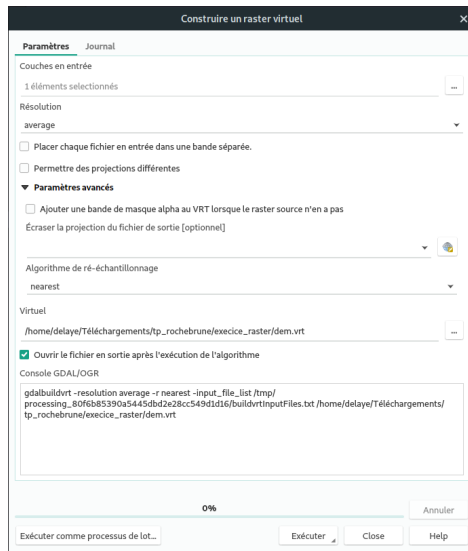 Construire un raster virtuel
Paramètres Journal
Couches en entrée
1 éléments selectionnés
...
Résolution
average
Placer chaque fichier en entrée dans une bande séparée.
Permettre des projections différentes
Paramètres avancés
Ajouter une bande de masque alpha au VRT lorsque le raster source n'en a pas
Écraser la projection du fichier de sortie [optionnel]
Algorithme de ré-échantillonnage
nearest
Virtuel
/home/delaye/Téléchargements/tp_rochebrune/execice_raster/dem.vrt
...
Ouvrir le fichier en sortie après l'exécution de l'algorithme
Console GDAL/OGR
gdalbuildvrt -resolution average -r nearest -input_file_list /tmp/
processing_80f6b85390a5445dbd2e28cc549d1d16/buildvrtInputFiles.txt /home/delaye/Téléchargements/
tp_rochebrune/execice_raster/dem.vrt
0%
Annuler
Exécuter comme processus de lot...
Exécuter
Close
Help